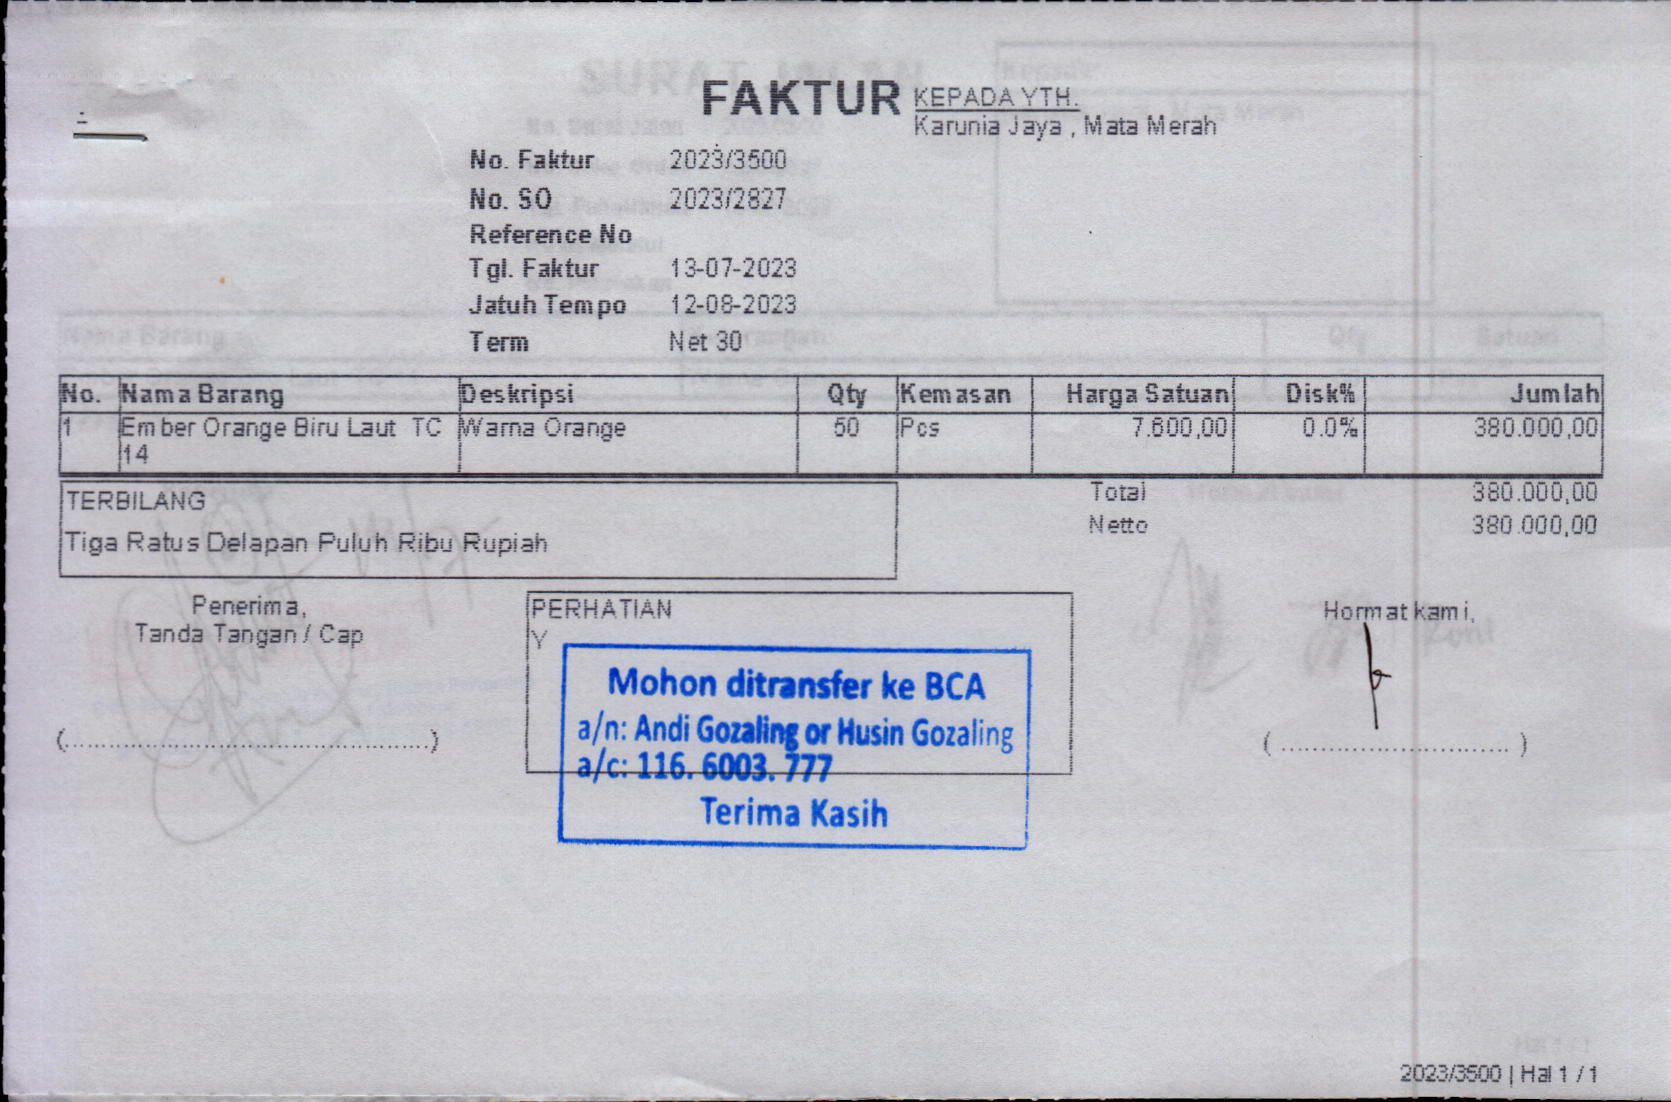 FAKTUR
KEPADA YTH.
Karunia Jaya , Mata Merah
No. Faktur 2023/3500
No. SO 2023/2827
Reference No
Tgl. Faktur 13-07-2023
Jatuh Tempo 12-08-2023
Term Net 30
No. Nama Barang Deskripsi Qty Kemasan Harga Satuan Disk% Jumlah
1 Ember Orange Biru Laut TC Warna Orange 50 Pcs 7.600,00 0.0% 380.000,00
14
TERBILANG
Tiga Ratus Delapan Puluh Ribu Rupiah
Total 380.000,00
Netto 380.000,00
Penerima,
Tanda Tangan / Cap
PERHATIAN
Y
Mohon ditransfer ke BCA
a/n: Andi Gozaling or Husin Gozaling
a/c: 116. 6003. 777
Terima Kasih
Hormat kami,
2023/3500 | Hal 1 / 1